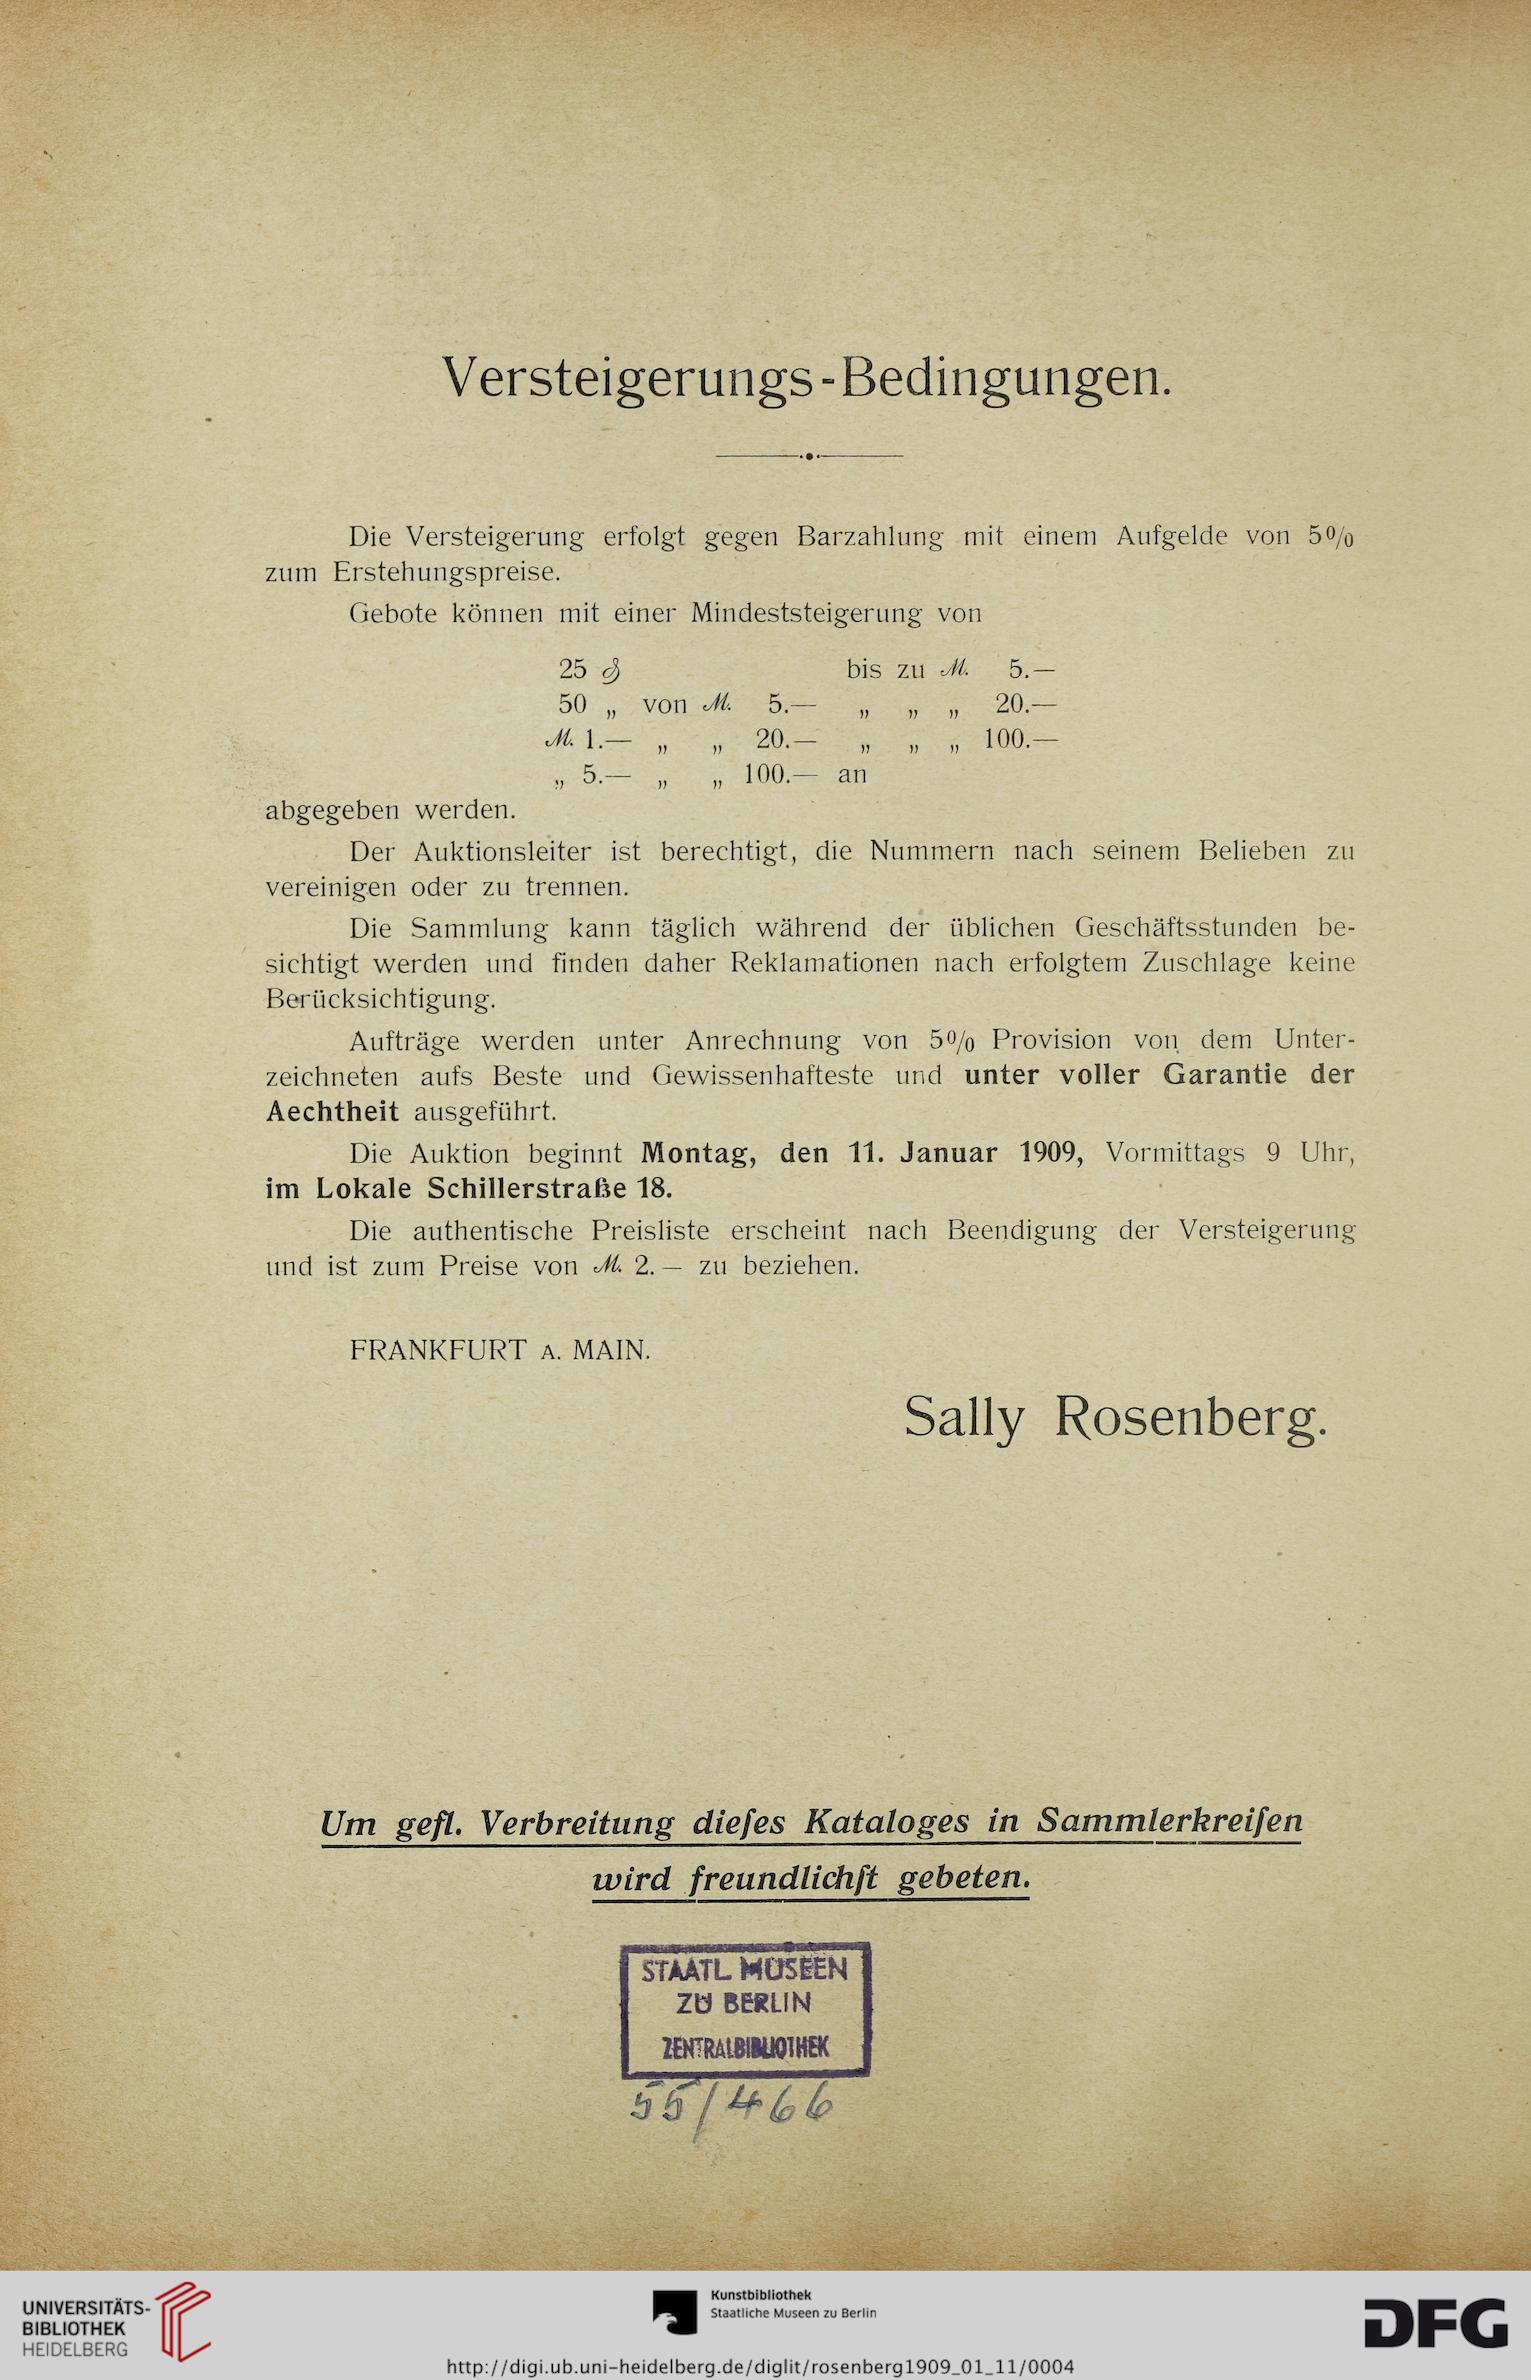 Versteigerungs-Bedingungen.
Die Versteigerung erfolgt gegen Barzahlung mit einem Aufgelde von 5%
zum Erstehungspreise.
Gebote können mit einer Mindeststeigerung von
25 ₰ bis zu ℳ. 5.—
50 „ von ℳ. 5.— „ „ „ 20.—
ℳ. 1.— „ „ 20.— „ „ „ 100.—
„ 5.— „ „ 100.— an
abgegeben werden.
Der Auktionsleiter ist berechtigt, die Nummern nach seinem Belieben zu
vereinigen oder zu trennen.
Die Sammlung kann täglich während der üblichen Geschäftsstunden be-
sichtigt werden und finden daher Reklamationen nach erfolgtem Zuschlage keine
Berücksichtigung.
Aufträge werden unter Anrechnung von 5% Provision von dem Unter-
zeichneten aufs Beste und Gewissenhafteste und unter voller Garantie der
Aechtheit ausgeführt.
Die Auktion beginnt Montag, den 11. Januar 1909, Vormittags 9 Uhr,
im Lokale Schillerstraße 18.
Die authentische Preisliste erscheint nach Beendigung der Versteigerung
und ist zum Preise von ℳ. 2.— zu beziehen.
FRANKFURT A. MAIN.
Sally Rosenberg.
Um gefl. Verbreitung dieſes Kataloges in Sammlerkreiſen
wird freundlichſt gebeten.
STAATL MUSEEN
ZU BERLIN
ZENTRALBIBLIOTHEK
55/466
UNIVERSITÄTS-
BIBLIOTHEK
HEIDELBERG
Kunstbibliothek
Staatliche Museen zu Berlin
DFG
http://digi.ub.uni-heidelberg.de/diglit/rosenberg1909_01_11/0004